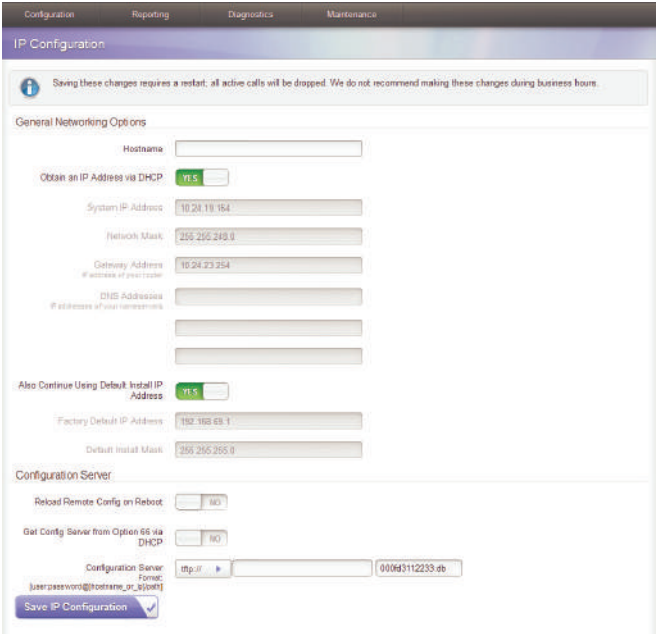 Configuration Reporting Diagnostics Maintenance
IP Configuration
Saving these changes requires a restart; all active calls will be dropped. We do not recommend making these changes during business hours.
General Networking Options
Hostname
Obtain an IP Address via DHCP YES
System IP Address 10.24.19.164
Network Mask 255.255.248.0
Gateway Address 10.24.23.254
IP address of your router
DNS Addresses
IP addresses of your nameservers
Also Continue Using Default Install IP
Address YES
Factory Default IP Address 192.168.69.1
Default Install Mask 255.255.255.0
Configuration Server
Reload Remote Config on Reboot NO
Get Config Server from Option 66 via
DHCP NO
Configuration Server tftp:// 000fd3112233.db
Format:
[user:password@]hostname_or_ip[/path]
Save IP Configuration